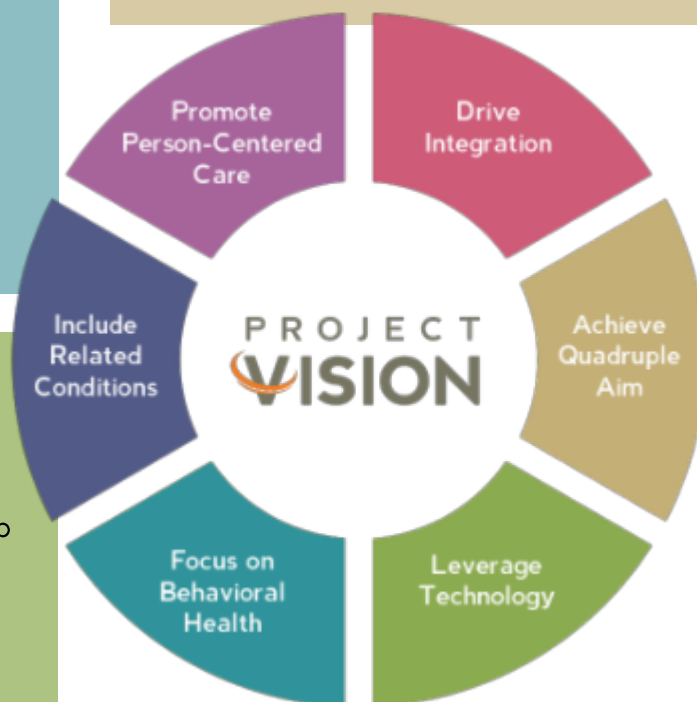 Promote
Person-Centered
Care
Drive
Integration
Include
Related
Conditions
PROJECT
VISION
Achieve
Quadruple
Aim
Focus on
Behavioral
Health
Leverage
Technology